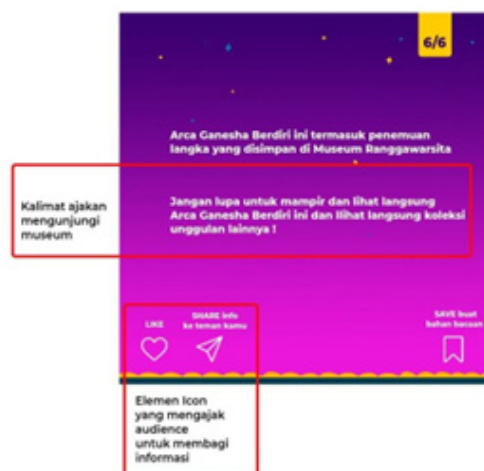 6/6
Arca Ganesha Berdiri ini termasuk penemuan
langka yang disimpan di Museum Ranggawarsita
Kalimat ajakan
mengunjungi
museum
Jangan lupa untuk mampir dan lihat langsung
Arca Ganesha Berdiri ini dan llihat langsung koleksi
unggulan lainnya !
LIKE
SHARE info
ke teman kamu
SAVE buat
bahan bacaan
Elemen Icon
yang mengajak
audience
untuk membagi
informasi